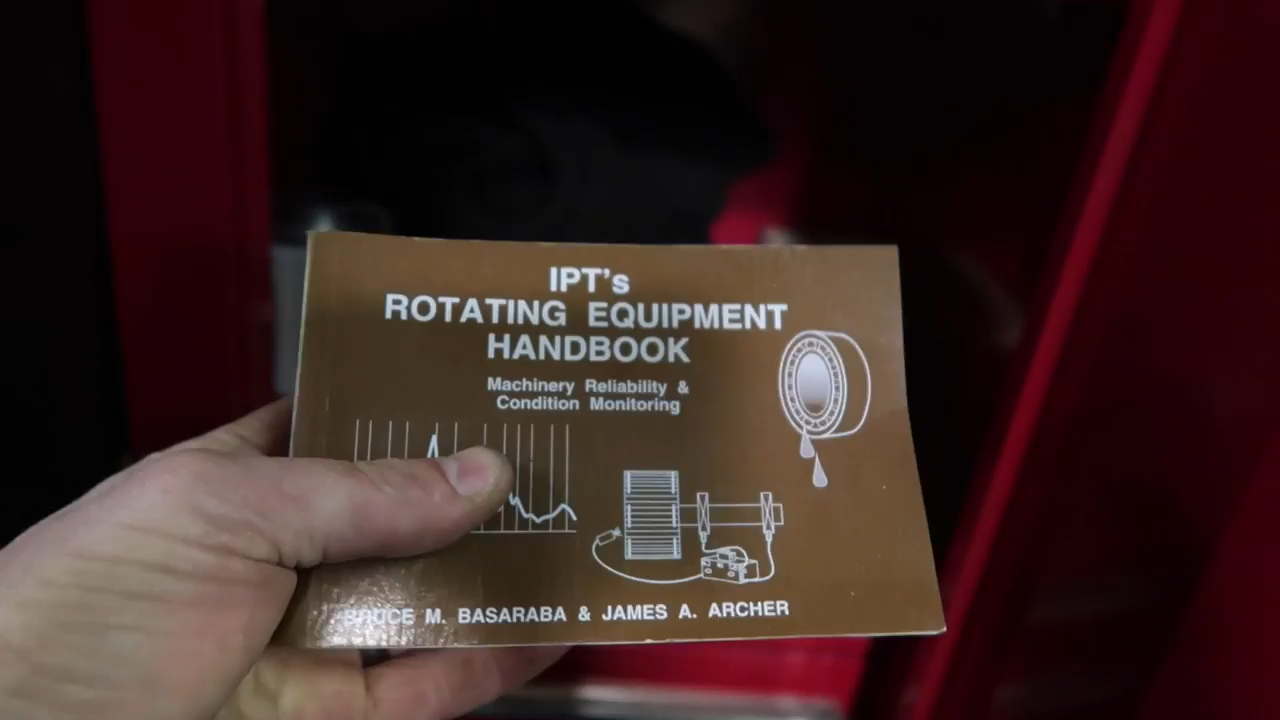 IPT's
ROTATING EQUIPMENT
HANDBOOK
Machinery Reliability &
Condition Monitoring
BRUCE M. BASARABA & JAMES A. ARCHER